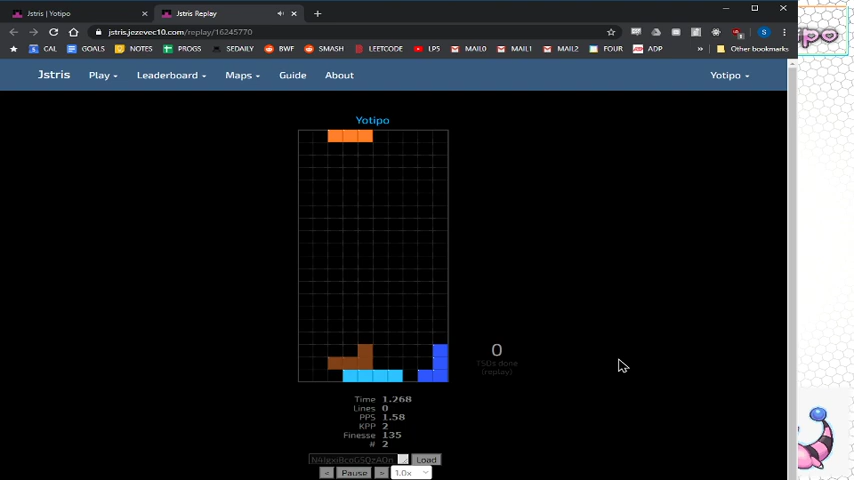 Jstris | Yotipo
Jstris Replay
jstris.jezevec10.com/replay/16245770
CAL GOALS NOTES PROGS SEDAILY BWF SMASH LEETCODE LP5 MAIL0 MAIL1 MAIL2 FOUR ADP » Other bookmarks
Jstris Play Leaderboard Maps Guide About Yotipo
Yotipo
0
TSDs done
(replay)
Time 1.268
Lines 0
PPS 1.58
KPP 2
Finesse 135
# 2
Load
< Pause > 1.0x